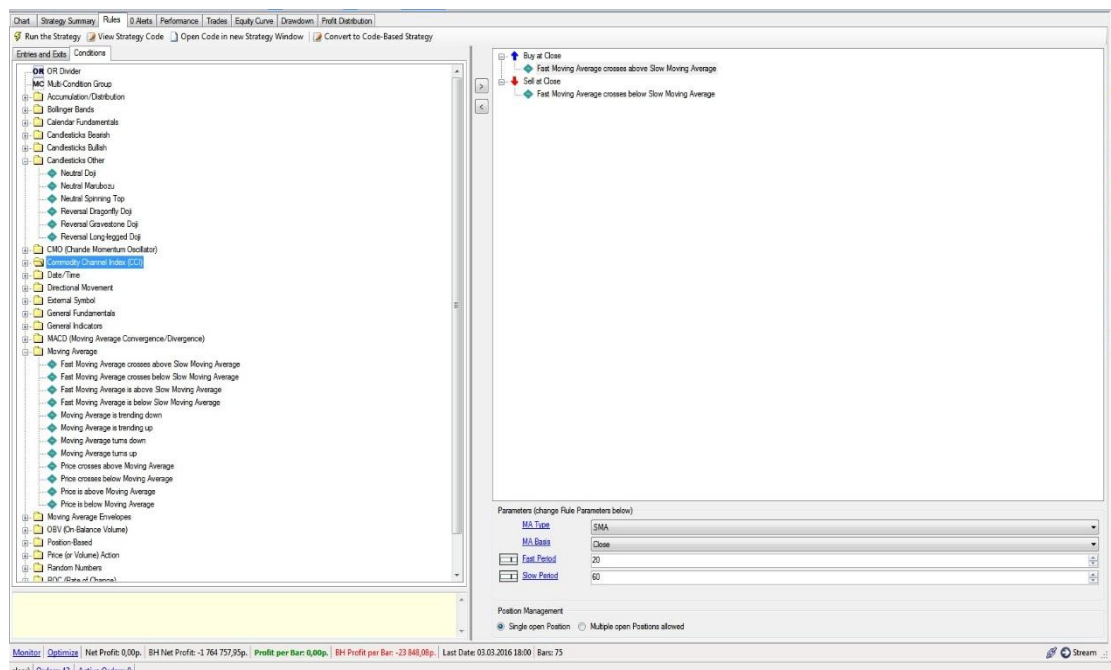 Chart Strategy Summary Rules 0 Alerts Performance Trades Equity Curve Drawdown Profit Distribution
Run the Strategy View Strategy Code Open Code in new Strategy Window Convert to Code-Based Strategy
Entries and Exits Conditions
OR OR Divider
MC Multi-Condition Group
Accumulation/Distribution
Bollinger Bands
Calendar Fundamentals
Candlesticks Bearish
Candlesticks Bullish
Candlesticks Other
Neutral Doji
Neutral Marubozu
Neutral Spinning Top
Reversal Dragonfly Doji
Reversal Gravestone Doji
Reversal Long-legged Doji
CMO (Chande Momentum Oscillator)
Commodity Channel Index (CCI)
Date/Time
Directional Movement
External Symbol
General Fundamentals
General Indicators
MACD (Moving Average Convergence/Divergence)
Moving Average
Fast Moving Average crosses above Slow Moving Average
Fast Moving Average crosses below Slow Moving Average
Fast Moving Average is above Slow Moving Average
Fast Moving Average is below Slow Moving Average
Moving Average is trending down
Moving Average is trending up
Moving Average turns down
Moving Average turns up
Price crosses above Moving Average
Price crosses below Moving Average
Price is above Moving Average
Price is below Moving Average
Moving Average Envelopes
OBV (On-Balance Volume)
Position-Based
Price (or Volume) Action
Random Numbers
ROC (Rate of Change)
>
<
Buy at Close
Fast Moving Average crosses above Slow Moving Average
Sell at Close
Fast Moving Average crosses below Slow Moving Average
Parameters (change Rule Parameters below)
MA Type SMA
MA Basis Close
Fast Period 20
Slow Period 60
Position Management
Single open Position Multiple open Positions allowed
Monitor Optimize Net Profit: 0,00р. BH Net Profit: -1 764 757,95р. Profit per Bar: 0,00р. BH Profit per Bar: -23 848,08р. Last Date: 03.03.2016 18:00 Bars: 75 Stream